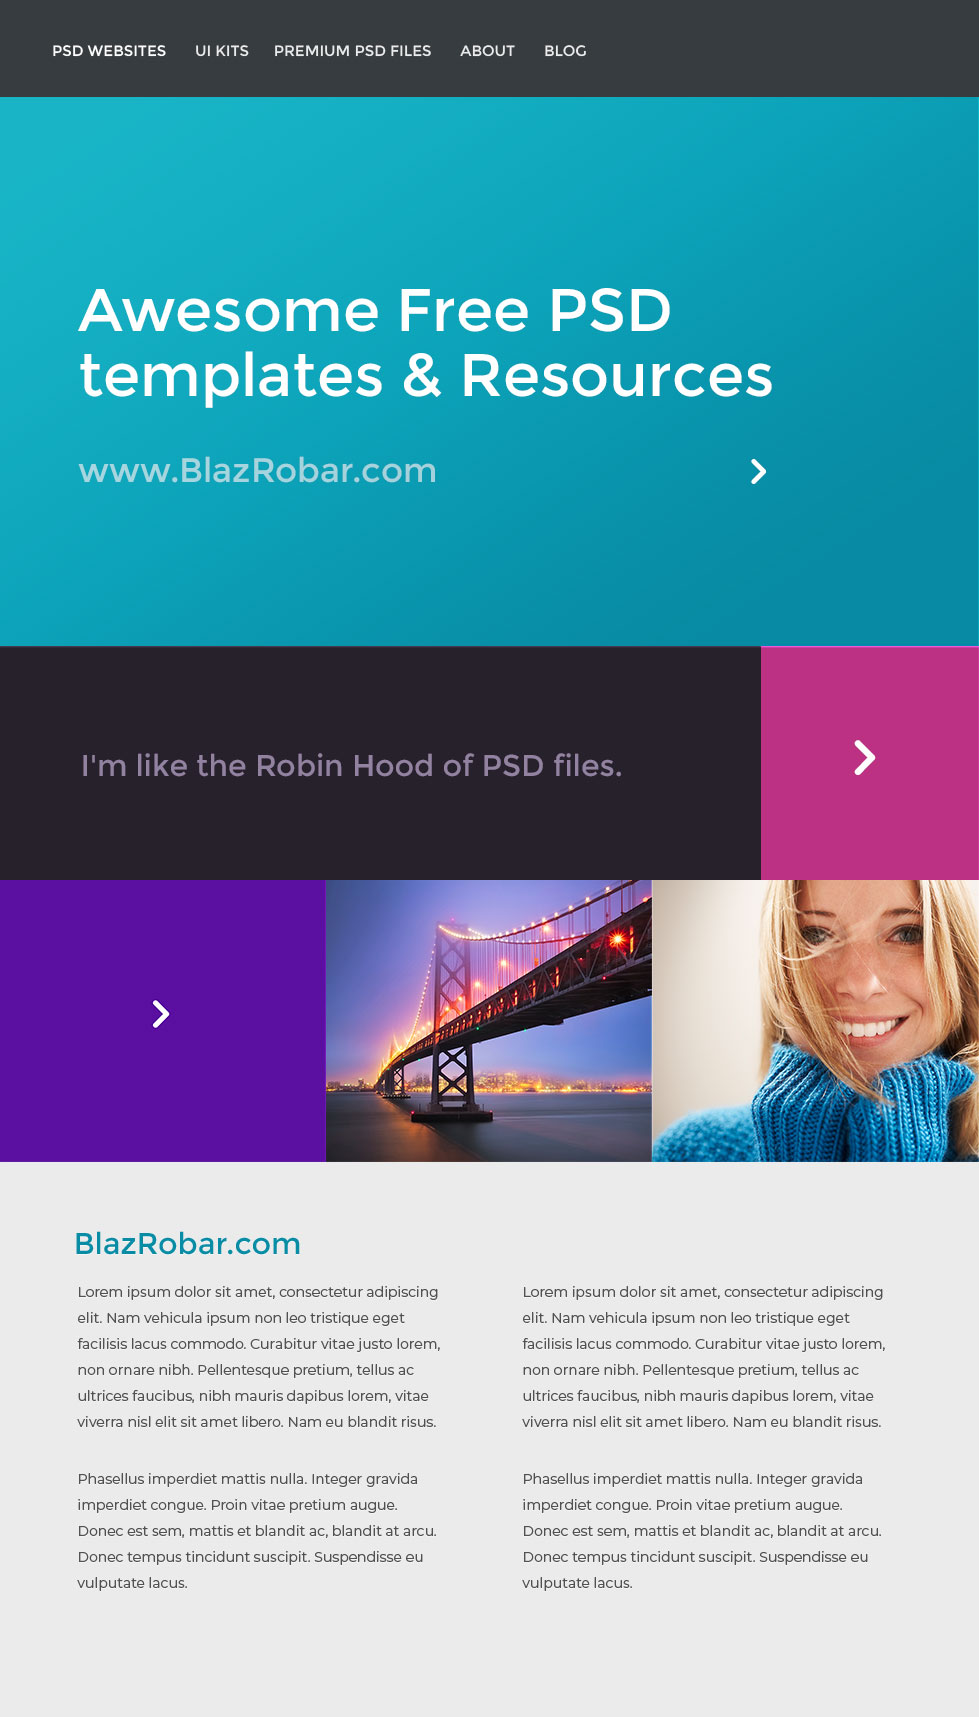 PSD WEBSITES UI KITS PREMIUM PSD FILES ABOUT BLOG
Awesome Free PSD
templates & Resources
www.BlazRobar.com
I'm like the Robin Hood of PSD files.
BlazRobar.com
Lorem ipsum dolor sit amet, consectetur adipiscing
elit. Nam vehicula ipsum non leo tristique eget
facilisis lacus commodo. Curabitur vitae justo lorem,
non ornare nibh. Pellentesque pretium, tellus ac
ultrices faucibus, nibh mauris dapibus lorem, vitae
viverra nisl elit sit amet libero. Nam eu blandit risus.
Phasellus imperdiet mattis nulla. Integer gravida
imperdiet congue. Proin vitae pretium augue.
Donec est sem, mattis et blandit ac, blandit at arcu.
Donec tempus tincidunt suscipit. Suspendisse eu
vulputate lacus.
Lorem ipsum dolor sit amet, consectetur adipiscing
elit. Nam vehicula ipsum non leo tristique eget
facilisis lacus commodo. Curabitur vitae justo lorem,
non ornare nibh. Pellentesque pretium, tellus ac
ultrices faucibus, nibh mauris dapibus lorem, vitae
viverra nisl elit sit amet libero. Nam eu blandit risus.
Phasellus imperdiet mattis nulla. Integer gravida
imperdiet congue. Proin vitae pretium augue.
Donec est sem, mattis et blandit ac, blandit at arcu.
Donec tempus tincidunt suscipit. Suspendisse eu
vulputate lacus.